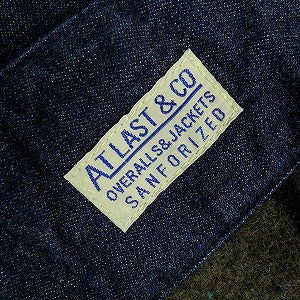 AT LAST & CO
OVERALLS & JACKETS
SANFORIZED